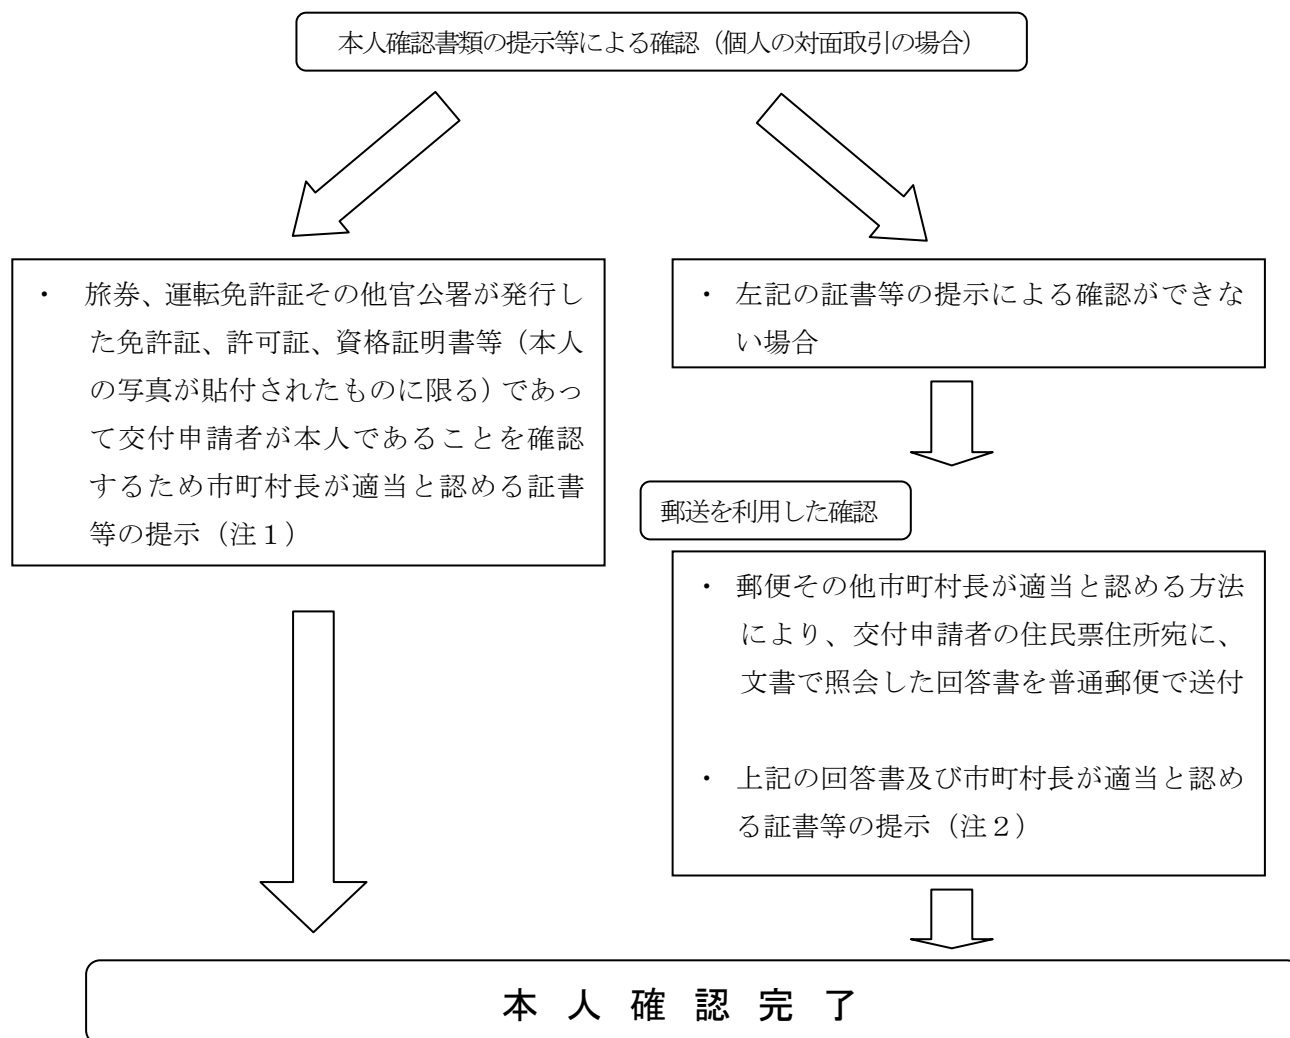 本人確認書類の提示等による確認（個人の対面取引の場合）
・ 旅券、運転免許証その他官公署が発行し
た免許証、許可証、資格証明書等（本人
の写真が貼付されたものに限る）であっ
て交付申請者が本人であることを確認
するため市町村長が適当と認める証書
等の提示（注１）
・ 左記の証書等の提示による確認ができな
い場合
郵送を利用した確認
・ 郵便その他市町村長が適当と認める方法
により、交付申請者の住民票住所宛に、
文書で照会した回答書を普通郵便で送付
・ 上記の回答書及び市町村長が適当と認め
る証書等の提示（注２）
本人確認完了